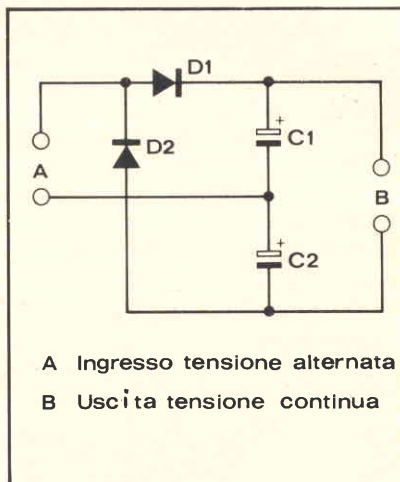 D1
D2
+
C1
A
B
+
C2
A Ingresso tensione alternata
B Uscita tensione continua